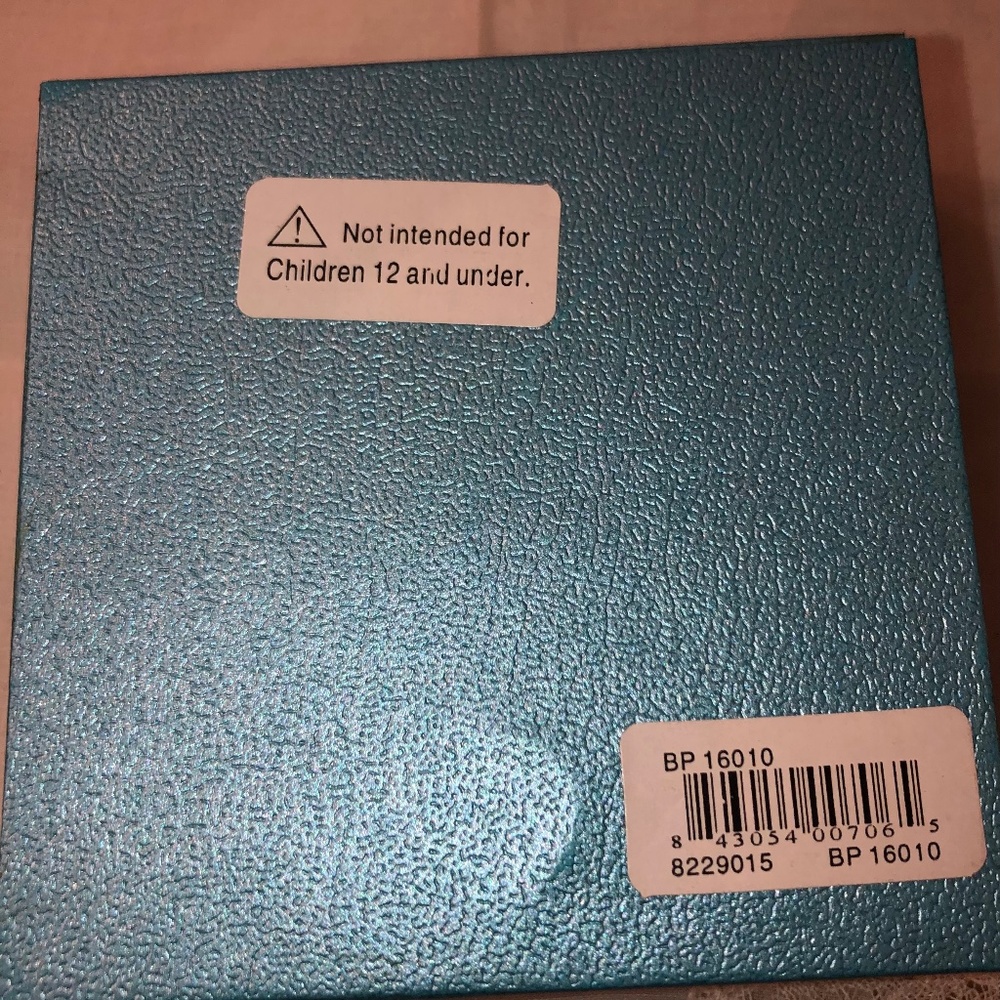 Not intended for
Children 12 and under.
BP 16010
8 43054 00706 5
8229015 BP 16010